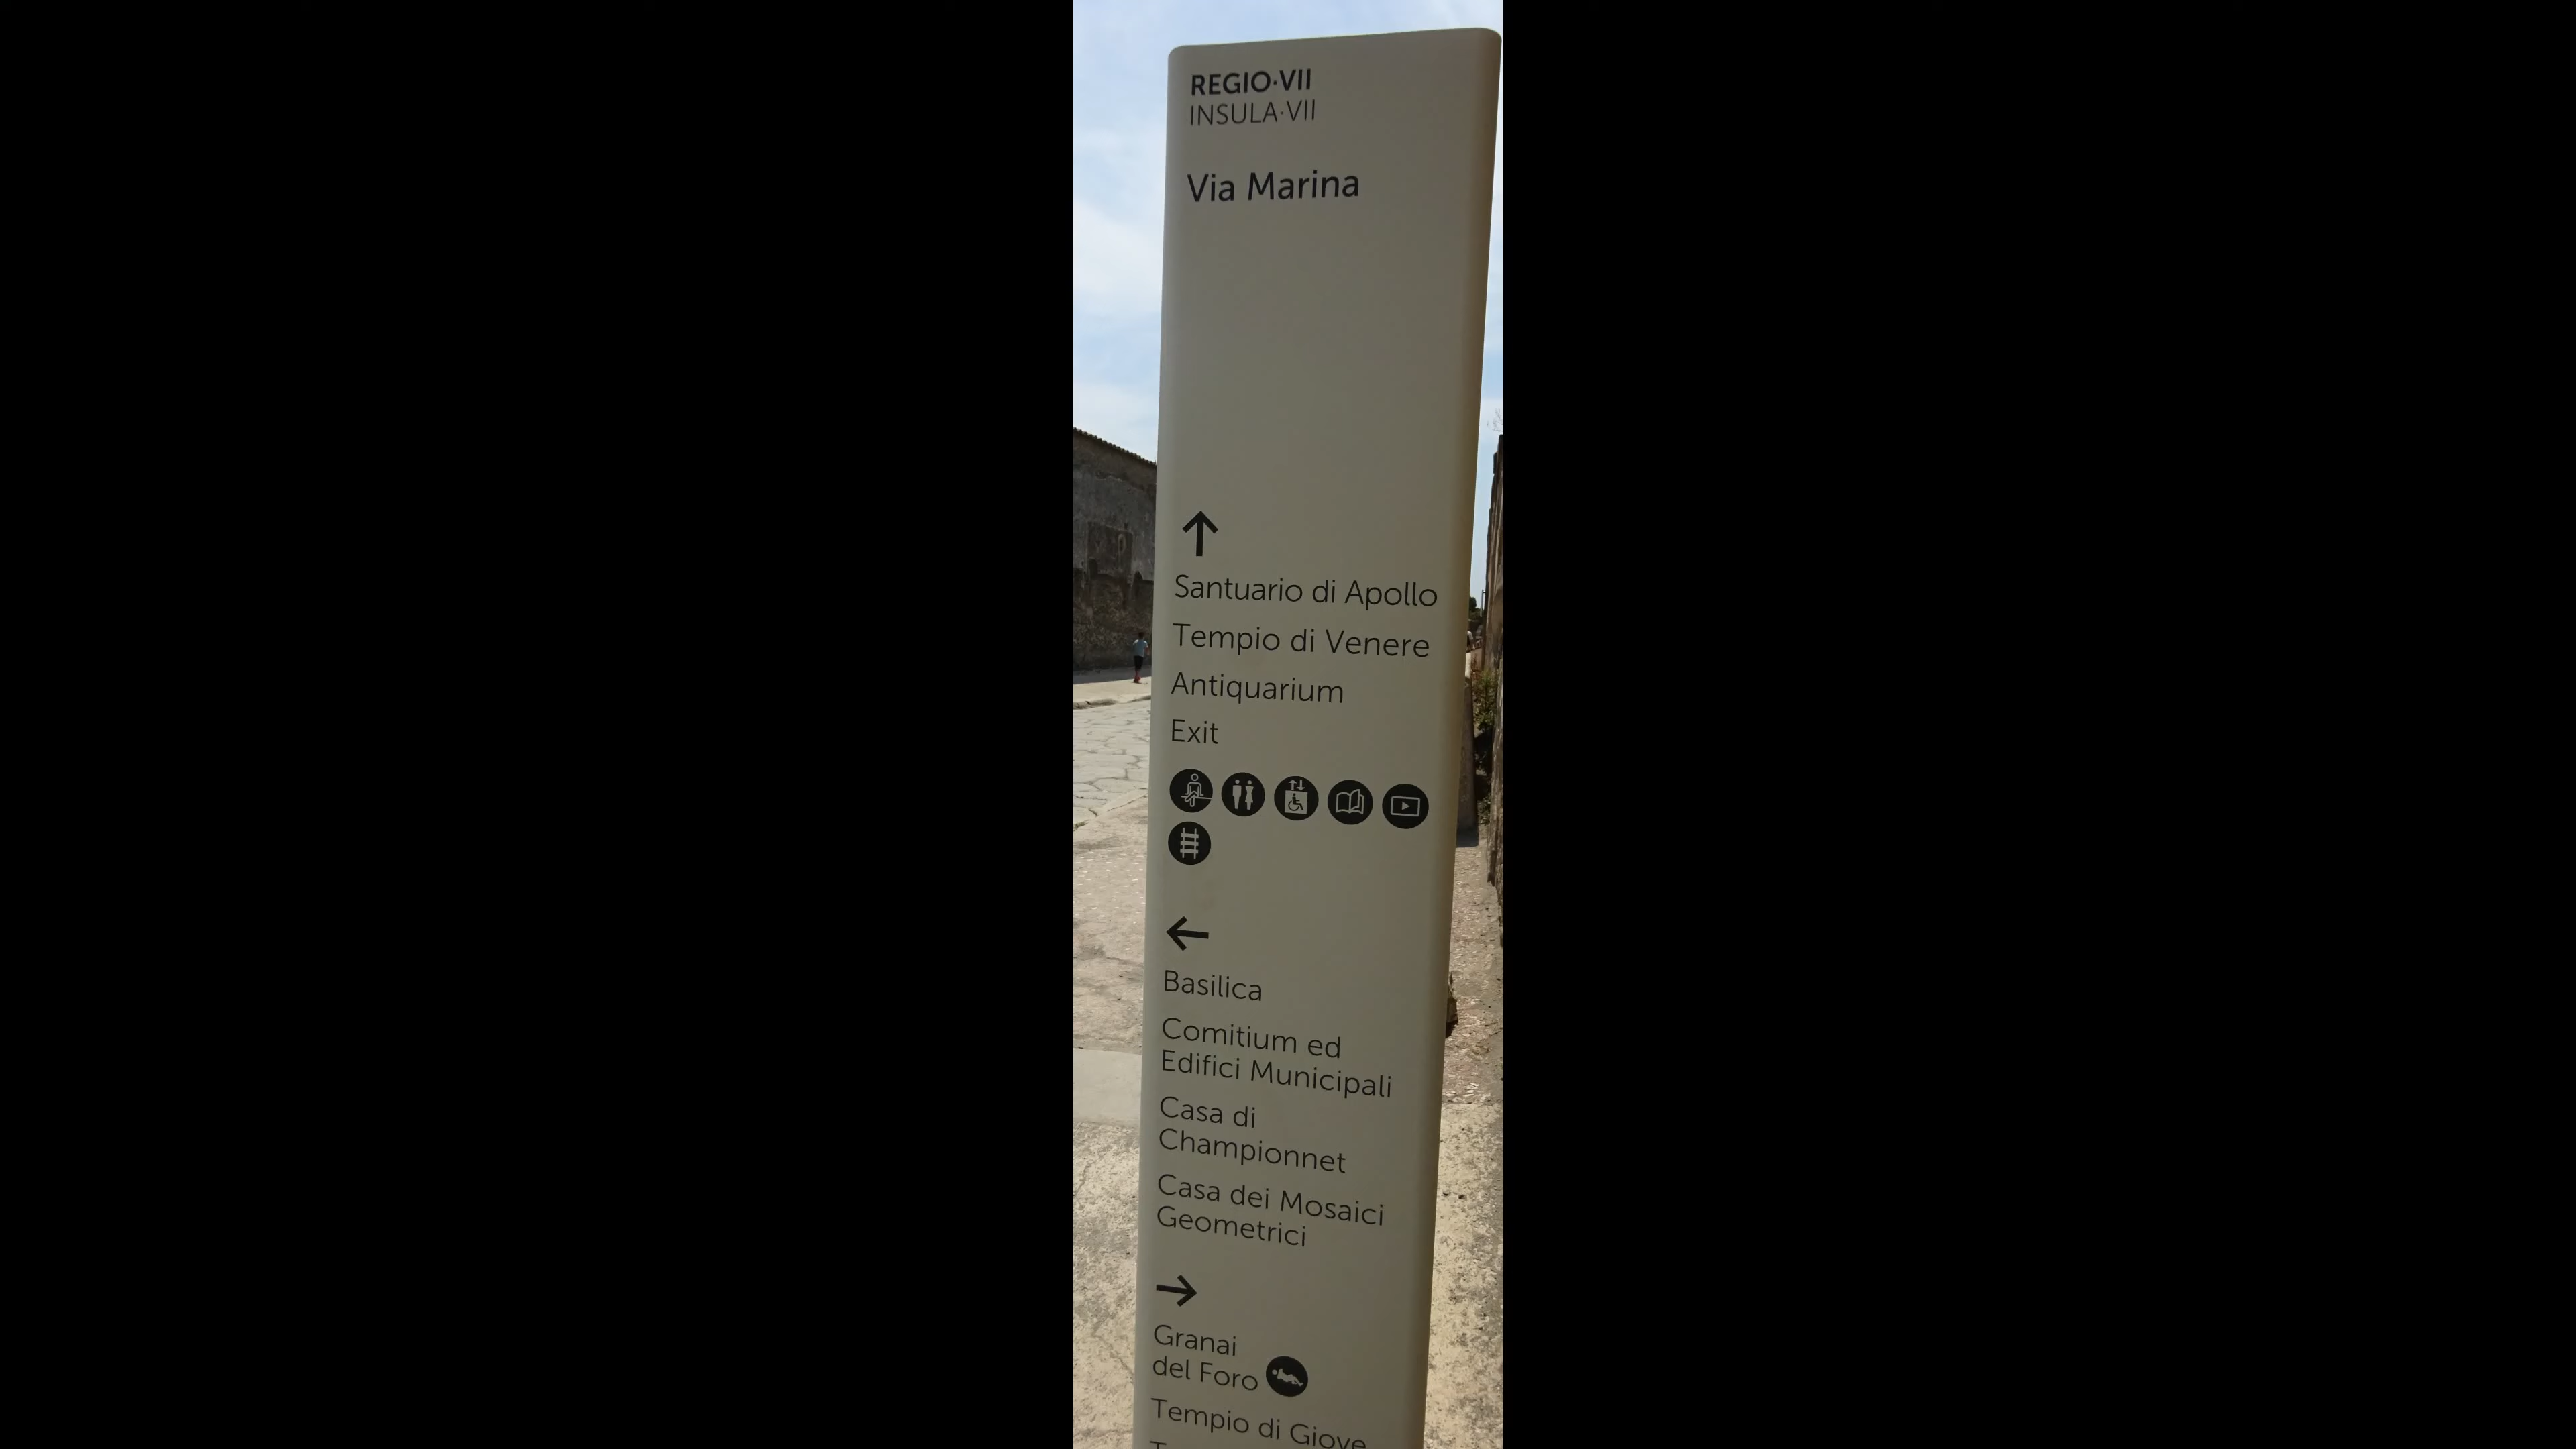 REGIO·VII
INSULA·VII
Via Marina
Santuario di Apollo
Tempio di Venere
Antiquarium
Exit
Basilica
Comitium ed
Edifici Municipali
Casa di
Championnet
Casa dei Mosaici
Geometrici
Granai
del Foro
Tempio di Giove